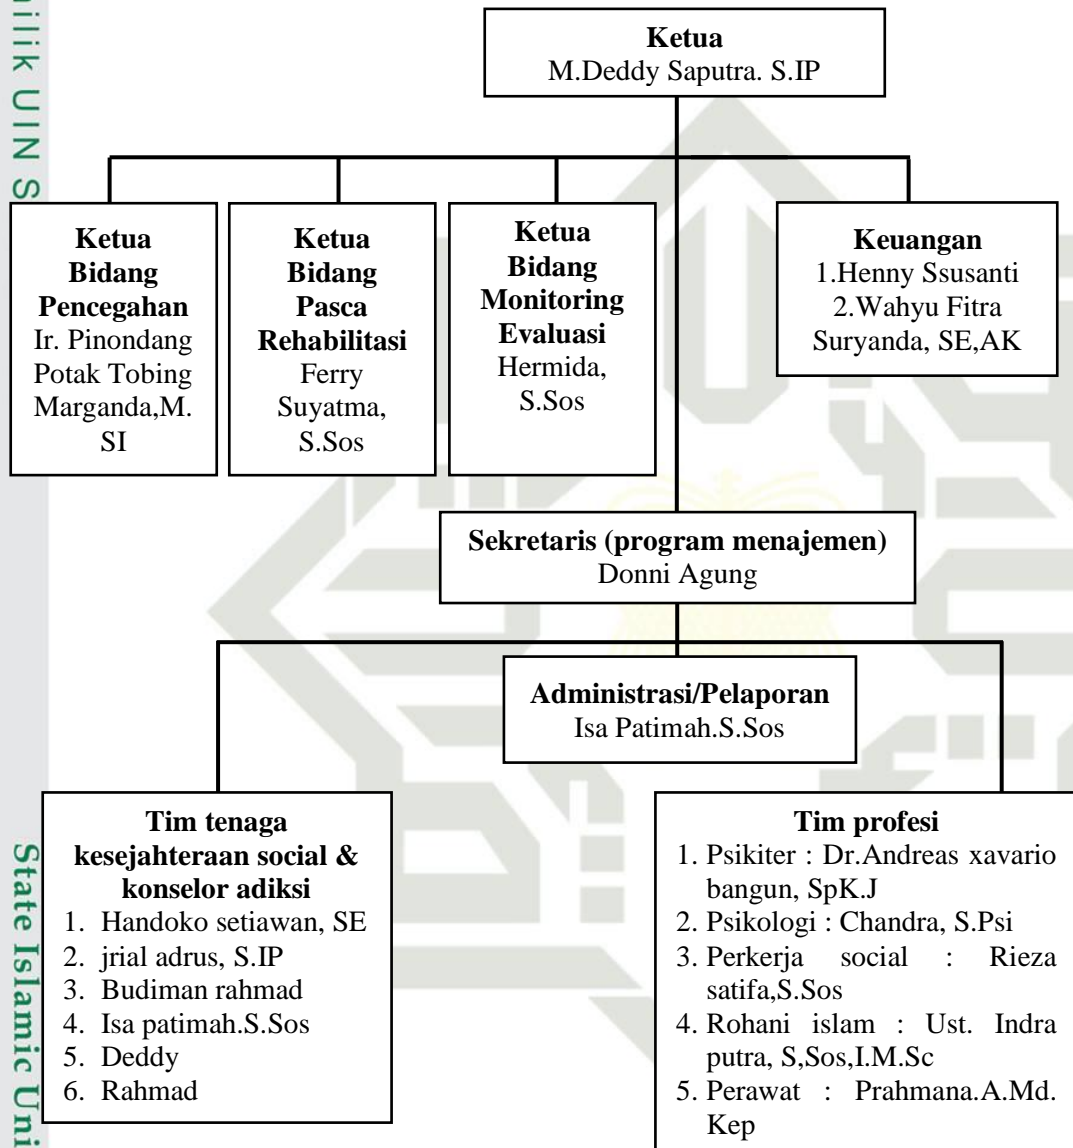 Ketua
M.Deddy Saputra. S.IP
Ketua
Bidang
Pencegahan
Ir. Pinondang
Potak Tobing
Marganda,M.
SI
Ketua
Bidang
Pasca
Rehabilitasi
Ferry
Suyatma,
S.Sos
Ketua
Bidang
Monitoring
Evaluasi
Hermida,
S.Sos
Keuangan
1.Henny Ssusanti
2.Wahyu Fitra
Suryanda, SE,AK
Sekretaris (program menajemen)
Donni Agung
Administrasi/Pelaporan
Isa Patimah.S.Sos
Tim tenaga
kesejahteraan social &
konselor adiksi
1. Handoko setiawan, SE
2. jrial adrus, S.IP
3. Budiman rahmad
4. Isa patimah.S.Sos
5. Deddy
6. Rahmad
Tim profesi
1. Psikiter : Dr.Andreas xavario
bangun, SpK.J
2. Psikologi : Chandra, S.Psi
3. Perkerja social : Rieza
satifa,S.Sos
4. Rohani islam : Ust. Indra
putra, S,Sos,I.M.Sc
5. Perawat : Prahmana.A.Md.
Kep
milik UIN S
State Islamic Uni